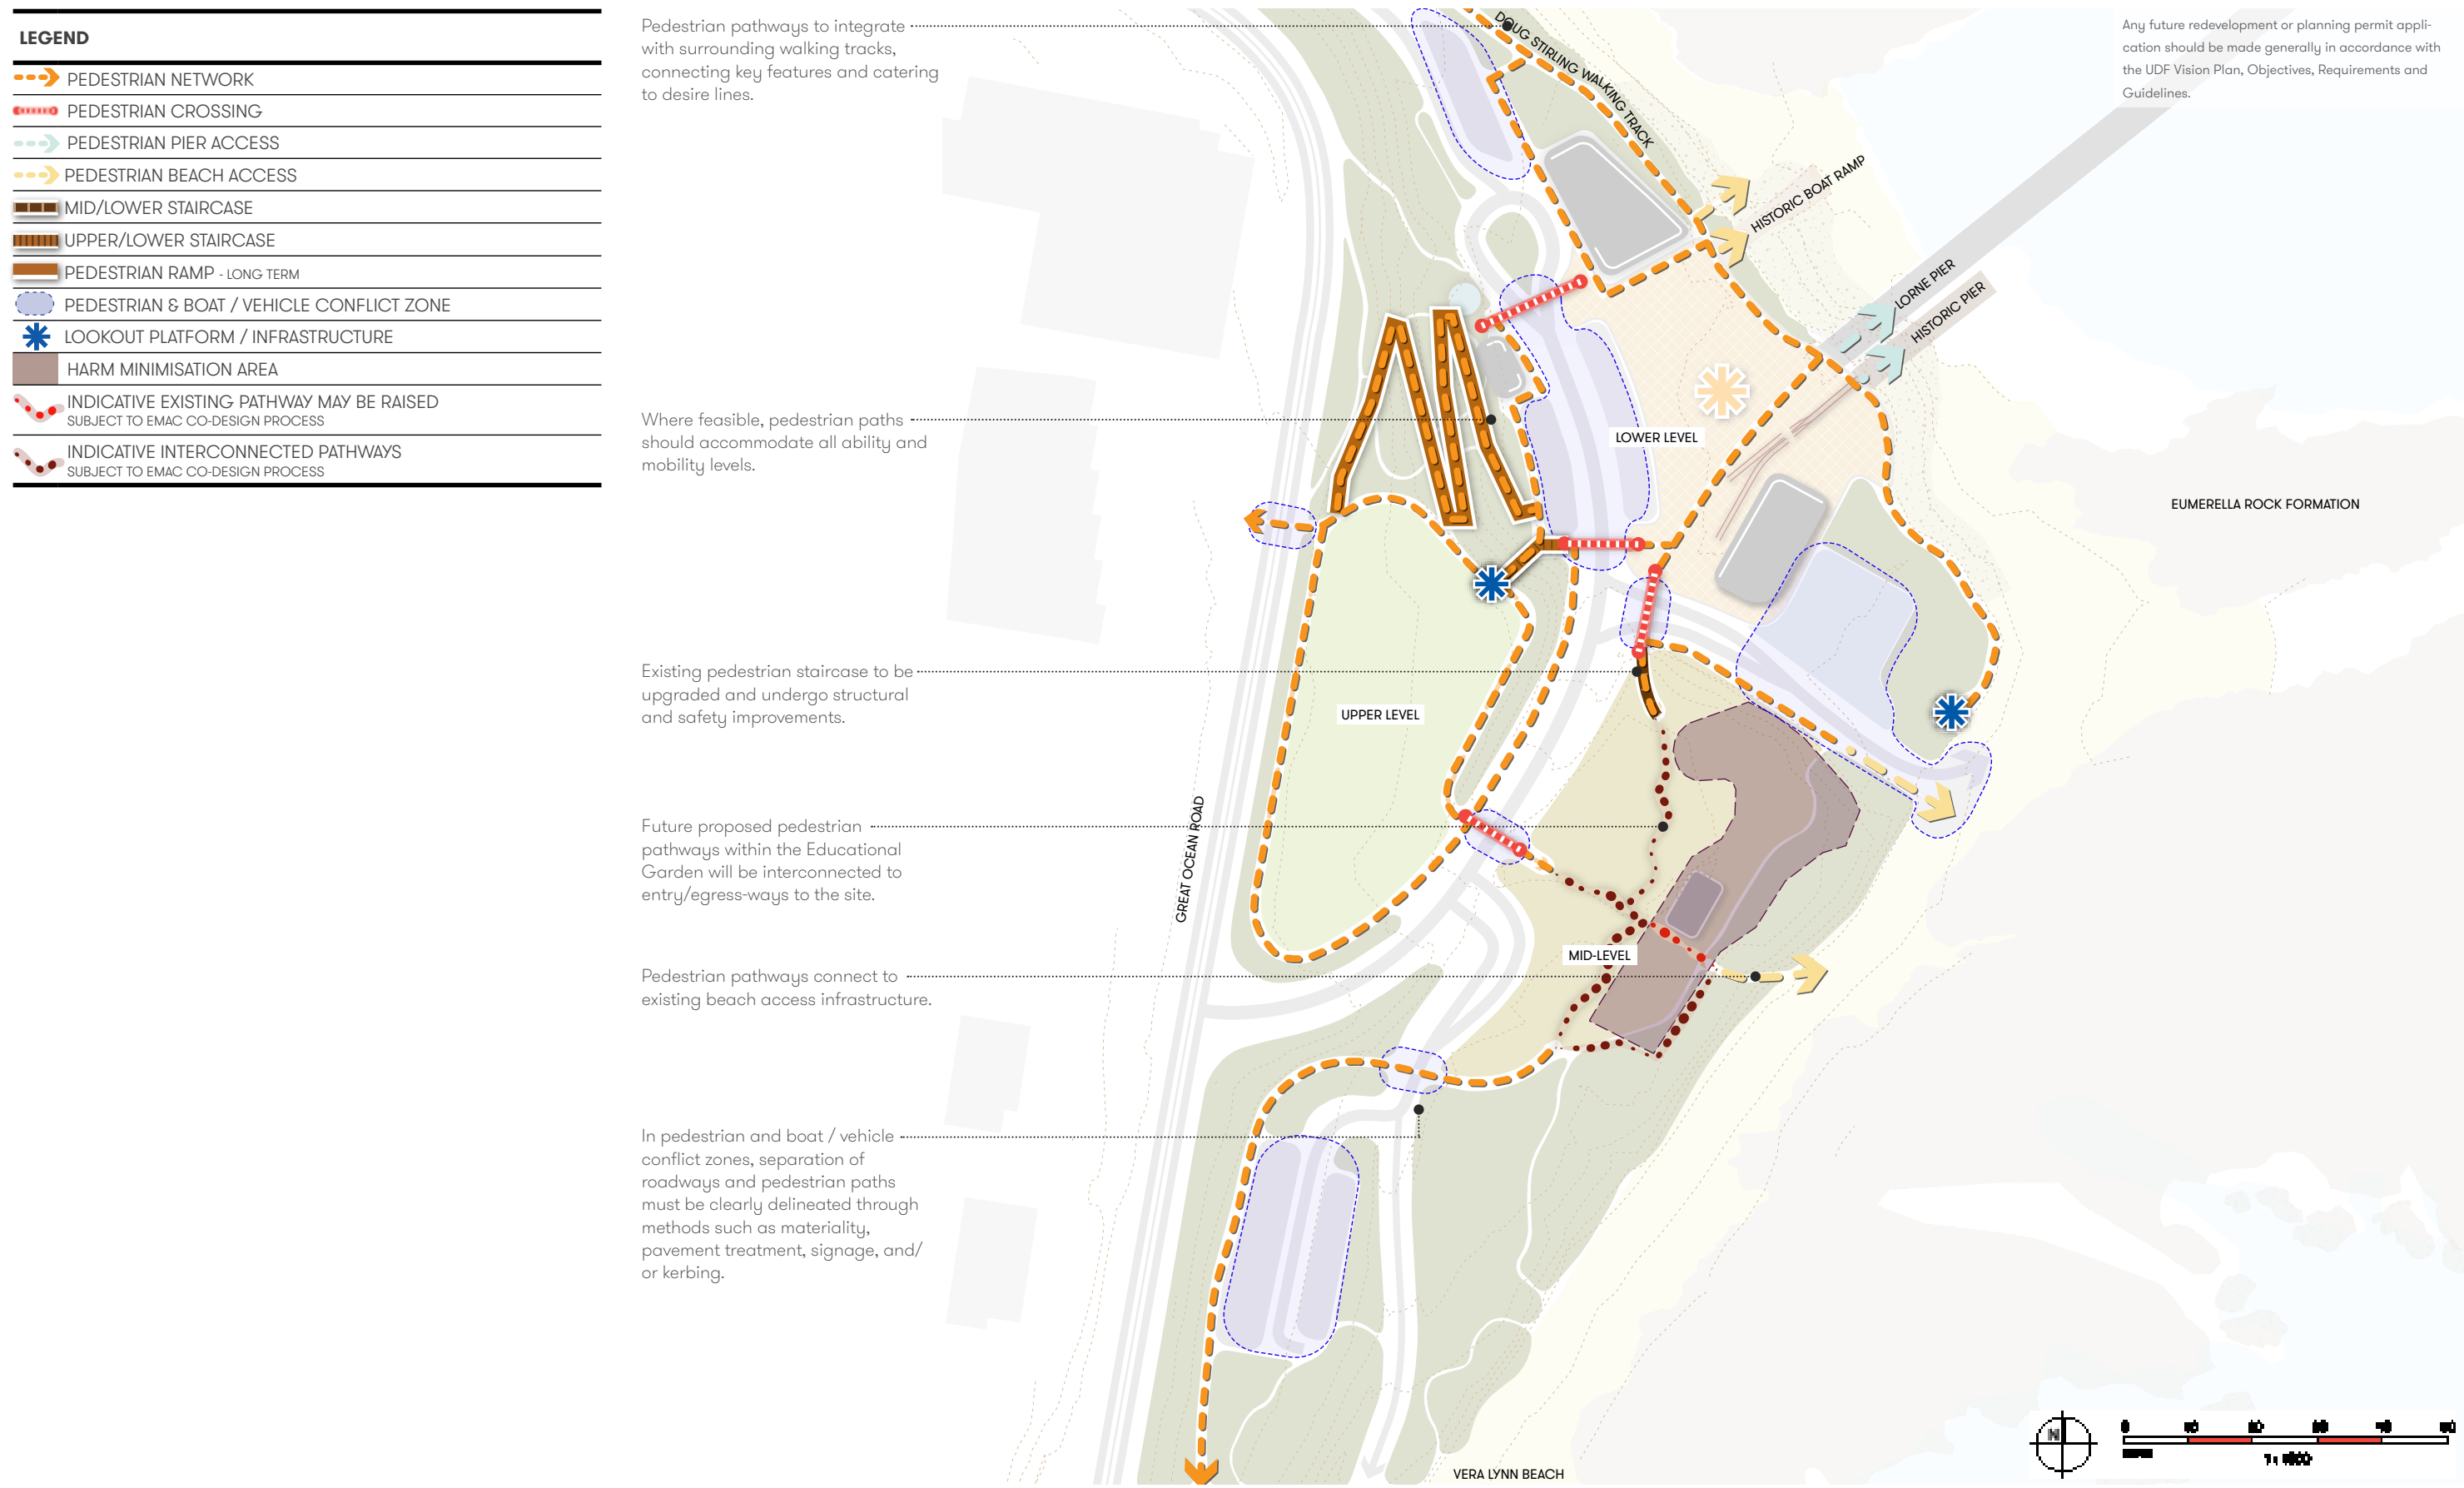 LEGEND
PEDESTRIAN NETWORK
PEDESTRIAN CROSSING
PEDESTRIAN PIER ACCESS
PEDESTRIAN BEACH ACCESS
MID/LOWER STAIRCASE
UPPER/LOWER STAIRCASE
PEDESTRIAN RAMP - LONG TERM
PEDESTRIAN & BOAT / VEHICLE CONFLICT ZONE
LOOKOUT PLATFORM / INFRASTRUCTURE
HARM MINIMISATION AREA
INDICATIVE EXISTING PATHWAY MAY BE RAISED
SUBJECT TO EMAC CO-DESIGN PROCESS
INDICATIVE INTERCONNECTED PATHWAYS
SUBJECT TO EMAC CO-DESIGN PROCESS
Pedestrian pathways to integrate
with surrounding walking tracks,
connecting key features and catering
to desire lines.
Where feasible, pedestrian paths
should accommodate all ability and
mobility levels.
Existing pedestrian staircase to be
upgraded and undergo structural
and safety improvements.
Future proposed pedestrian
pathways within the Educational
Garden will be interconnected to
entry/egress-ways to the site.
Pedestrian pathways connect to
existing beach access infrastructure.
In pedestrian and boat / vehicle
conflict zones, separation of
roadways and pedestrian paths
must be clearly delineated through
methods such as materiality,
pavement treatment, signage, and/
or kerbing.
Any future redevelopment or planning permit appli-
cation should be made generally in accordance with
the UDF Vision Plan, Objectives, Requirements and
Guidelines.
DOUG STIRLING WALKING TRACK
HISTORIC BOAT RAMP
LORNE PIER
HISTORIC PIER
LOWER LEVEL
EUMERELLA ROCK FORMATION
UPPER LEVEL
GREAT OCEAN ROAD
MID-LEVEL
VERA LYNN BEACH
N